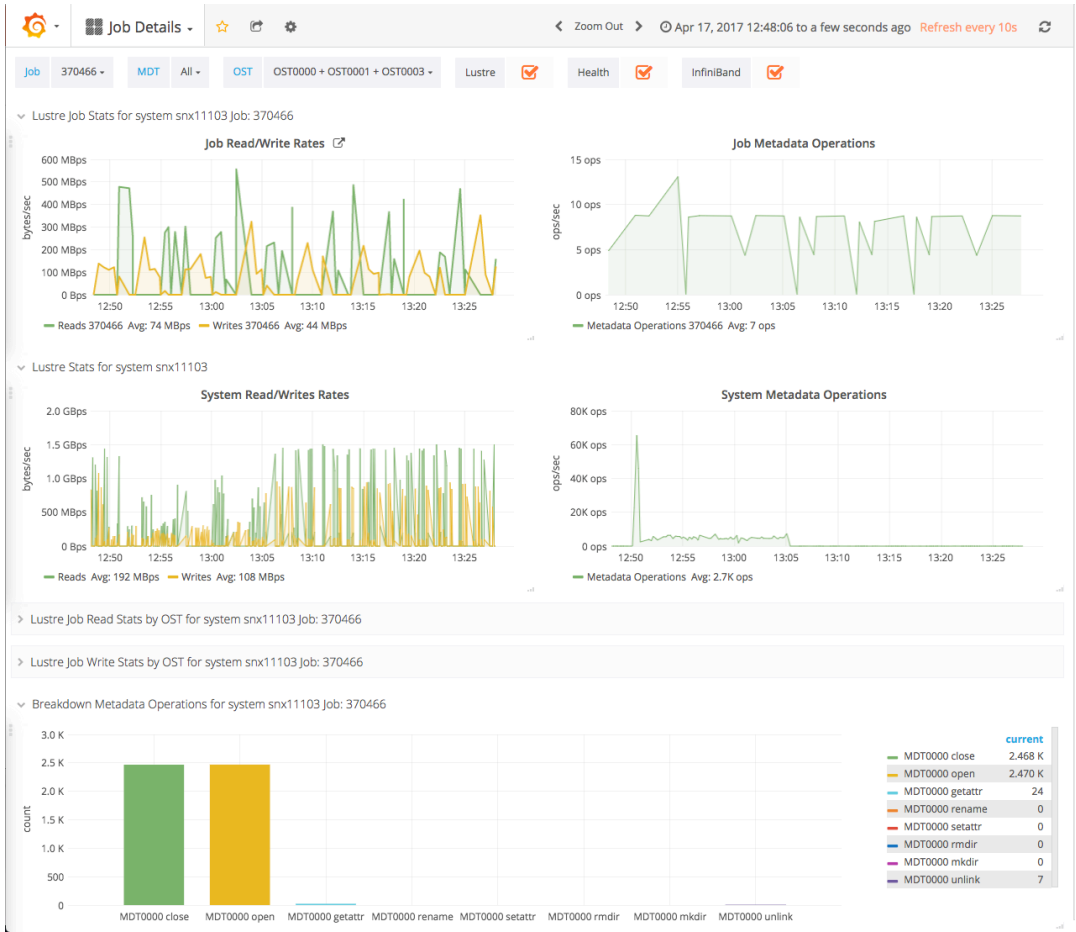 Job Details
Zoom Out
Apr 17, 2017 12:48:06 to a few seconds ago Refresh every 10s
Job 370466 MDT All OST OST0000 + OST0001 + OST0003 Lustre Health InfiniBand
Lustre Job Stats for system snx11103 Job: 370466
Job Read/Write Rates
600 MBps
500 MBps
400 MBps
300 MBps
200 MBps
100 MBps
0 Bps
bytes/sec
12:50 12:55 13:00 13:05 13:10 13:15 13:20 13:25
Reads 370466 Avg: 74 MBps Writes 370466 Avg: 44 MBps
Job Metadata Operations
15 ops
10 ops
5 ops
0 ops
ops/sec
12:50 12:55 13:00 13:05 13:10 13:15 13:20 13:25
Metadata Operations 370466 Avg: 7 ops
Lustre Stats for system snx11103
System Read/Writes Rates
2.0 GBps
1.5 GBps
1.0 GBps
500 MBps
0 Bps
bytes/sec
12:50 12:55 13:00 13:05 13:10 13:15 13:20 13:25
Reads Avg: 192 MBps Writes Avg: 108 MBps
System Metadata Operations
80K ops
60K ops
40K ops
20K ops
0 ops
ops/sec
12:50 12:55 13:00 13:05 13:10 13:15 13:20 13:25
Metadata Operations Avg: 2.7K ops
Lustre Job Read Stats by OST for system snx11103 Job: 370466
Lustre Job Write Stats by OST for system snx11103 Job: 370466
Breakdown Metadata Operations for system snx11103 Job: 370466
3.0 K
2.5 K
2.0 K
1.5 K
1.0 K
500
0
count
MDT0000 close MDT0000 open MDT0000 getattr MDT0000 rename MDT0000 setattr MDT0000 rmdir MDT0000 mkdir MDT0000 unlink
current
MDT0000 close 2.468 K
MDT0000 open 2.470 K
MDT0000 getattr 24
MDT0000 rename 0
MDT0000 setattr 0
MDT0000 rmdir 0
MDT0000 mkdir 0
MDT0000 unlink 7